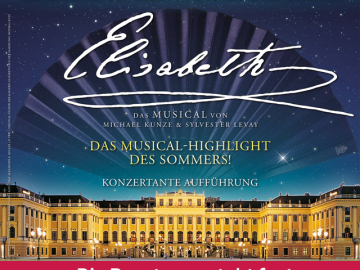 Elisabeth
DAS MUSICAL VON
MICHAEL KUNZE & SYLVESTER LEVAY
DAS MUSICAL-HIGHLIGHT
DES SOMMERS!
KONZERTANTE AUFFÜHRUNG